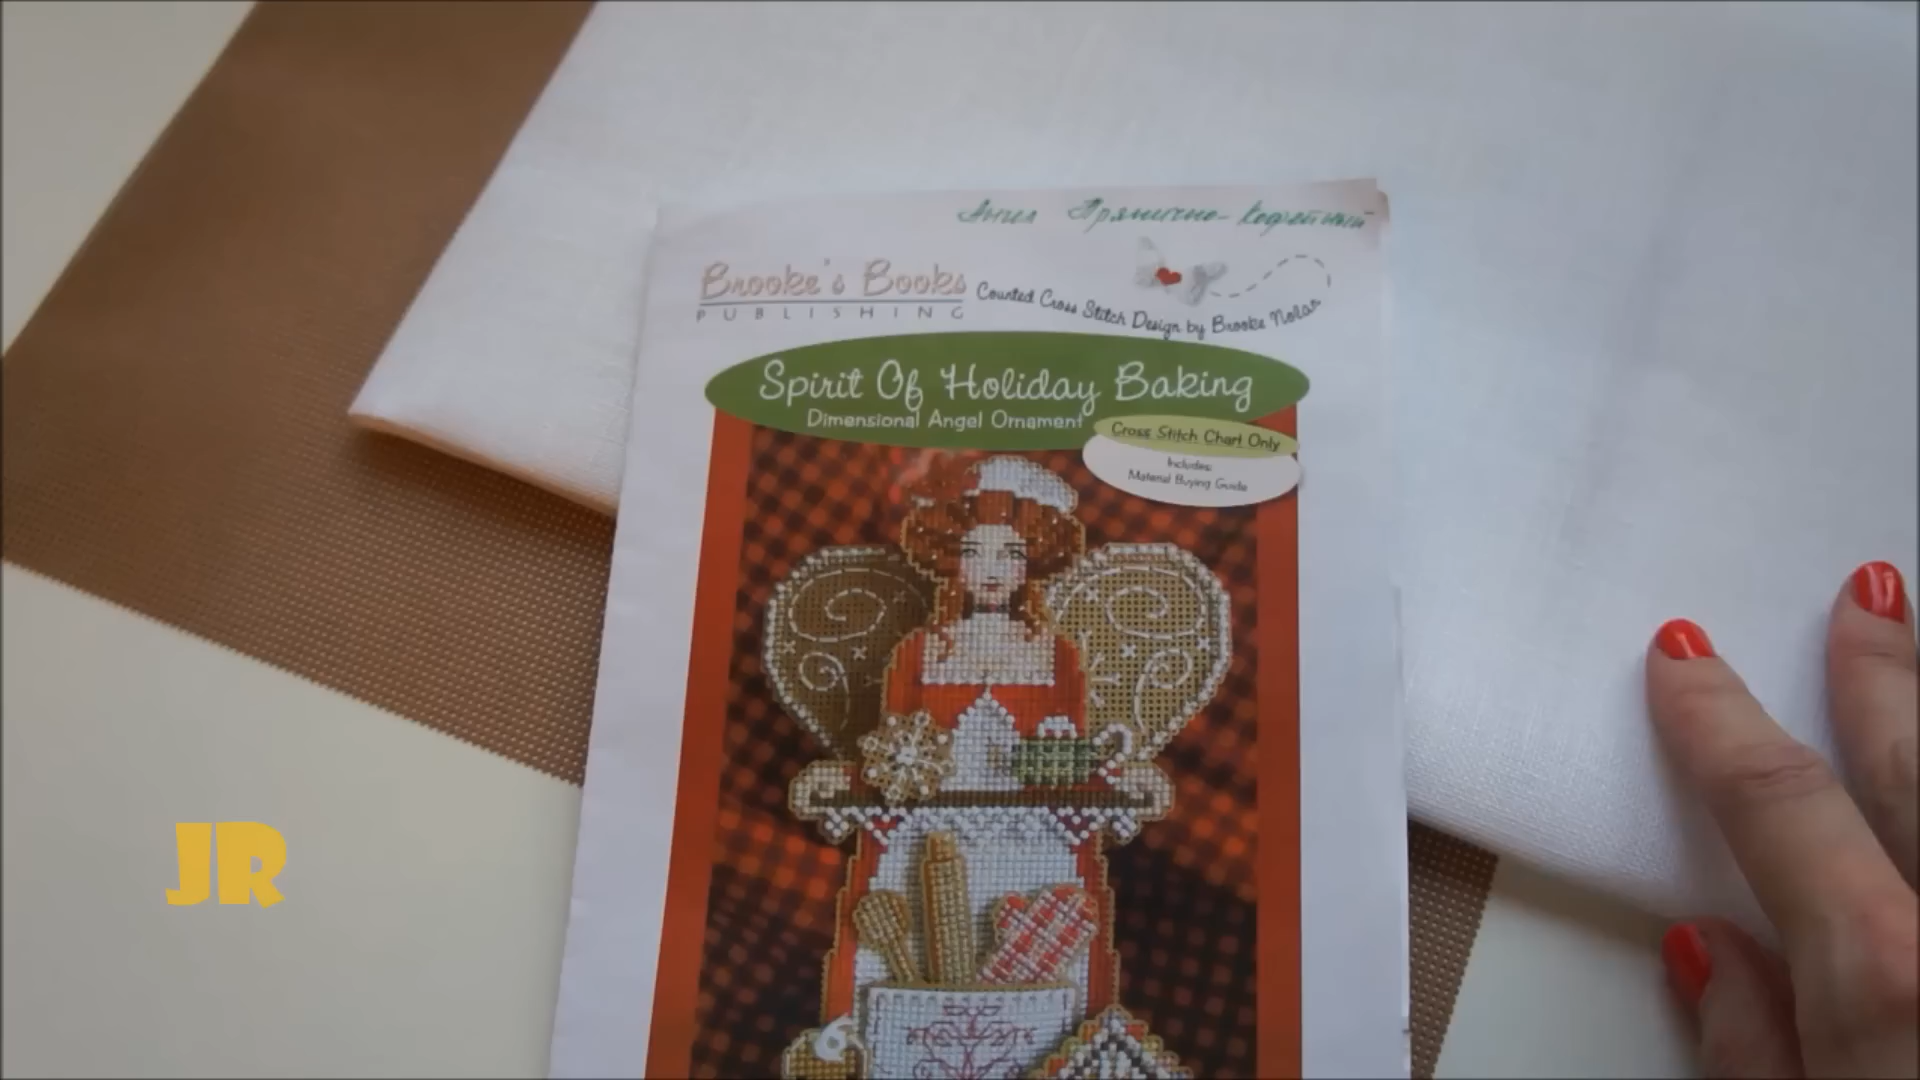 Ангел Прянично-Кофейный
Brooke's Books
PUBLISHING
Counted Cross Stitch Design by Brooke Nolan
Spirit Of Holiday Baking
Dimensional Angel Ornament
Cross Stitch Chart Only
Includes:
Material Buying Guide
JR